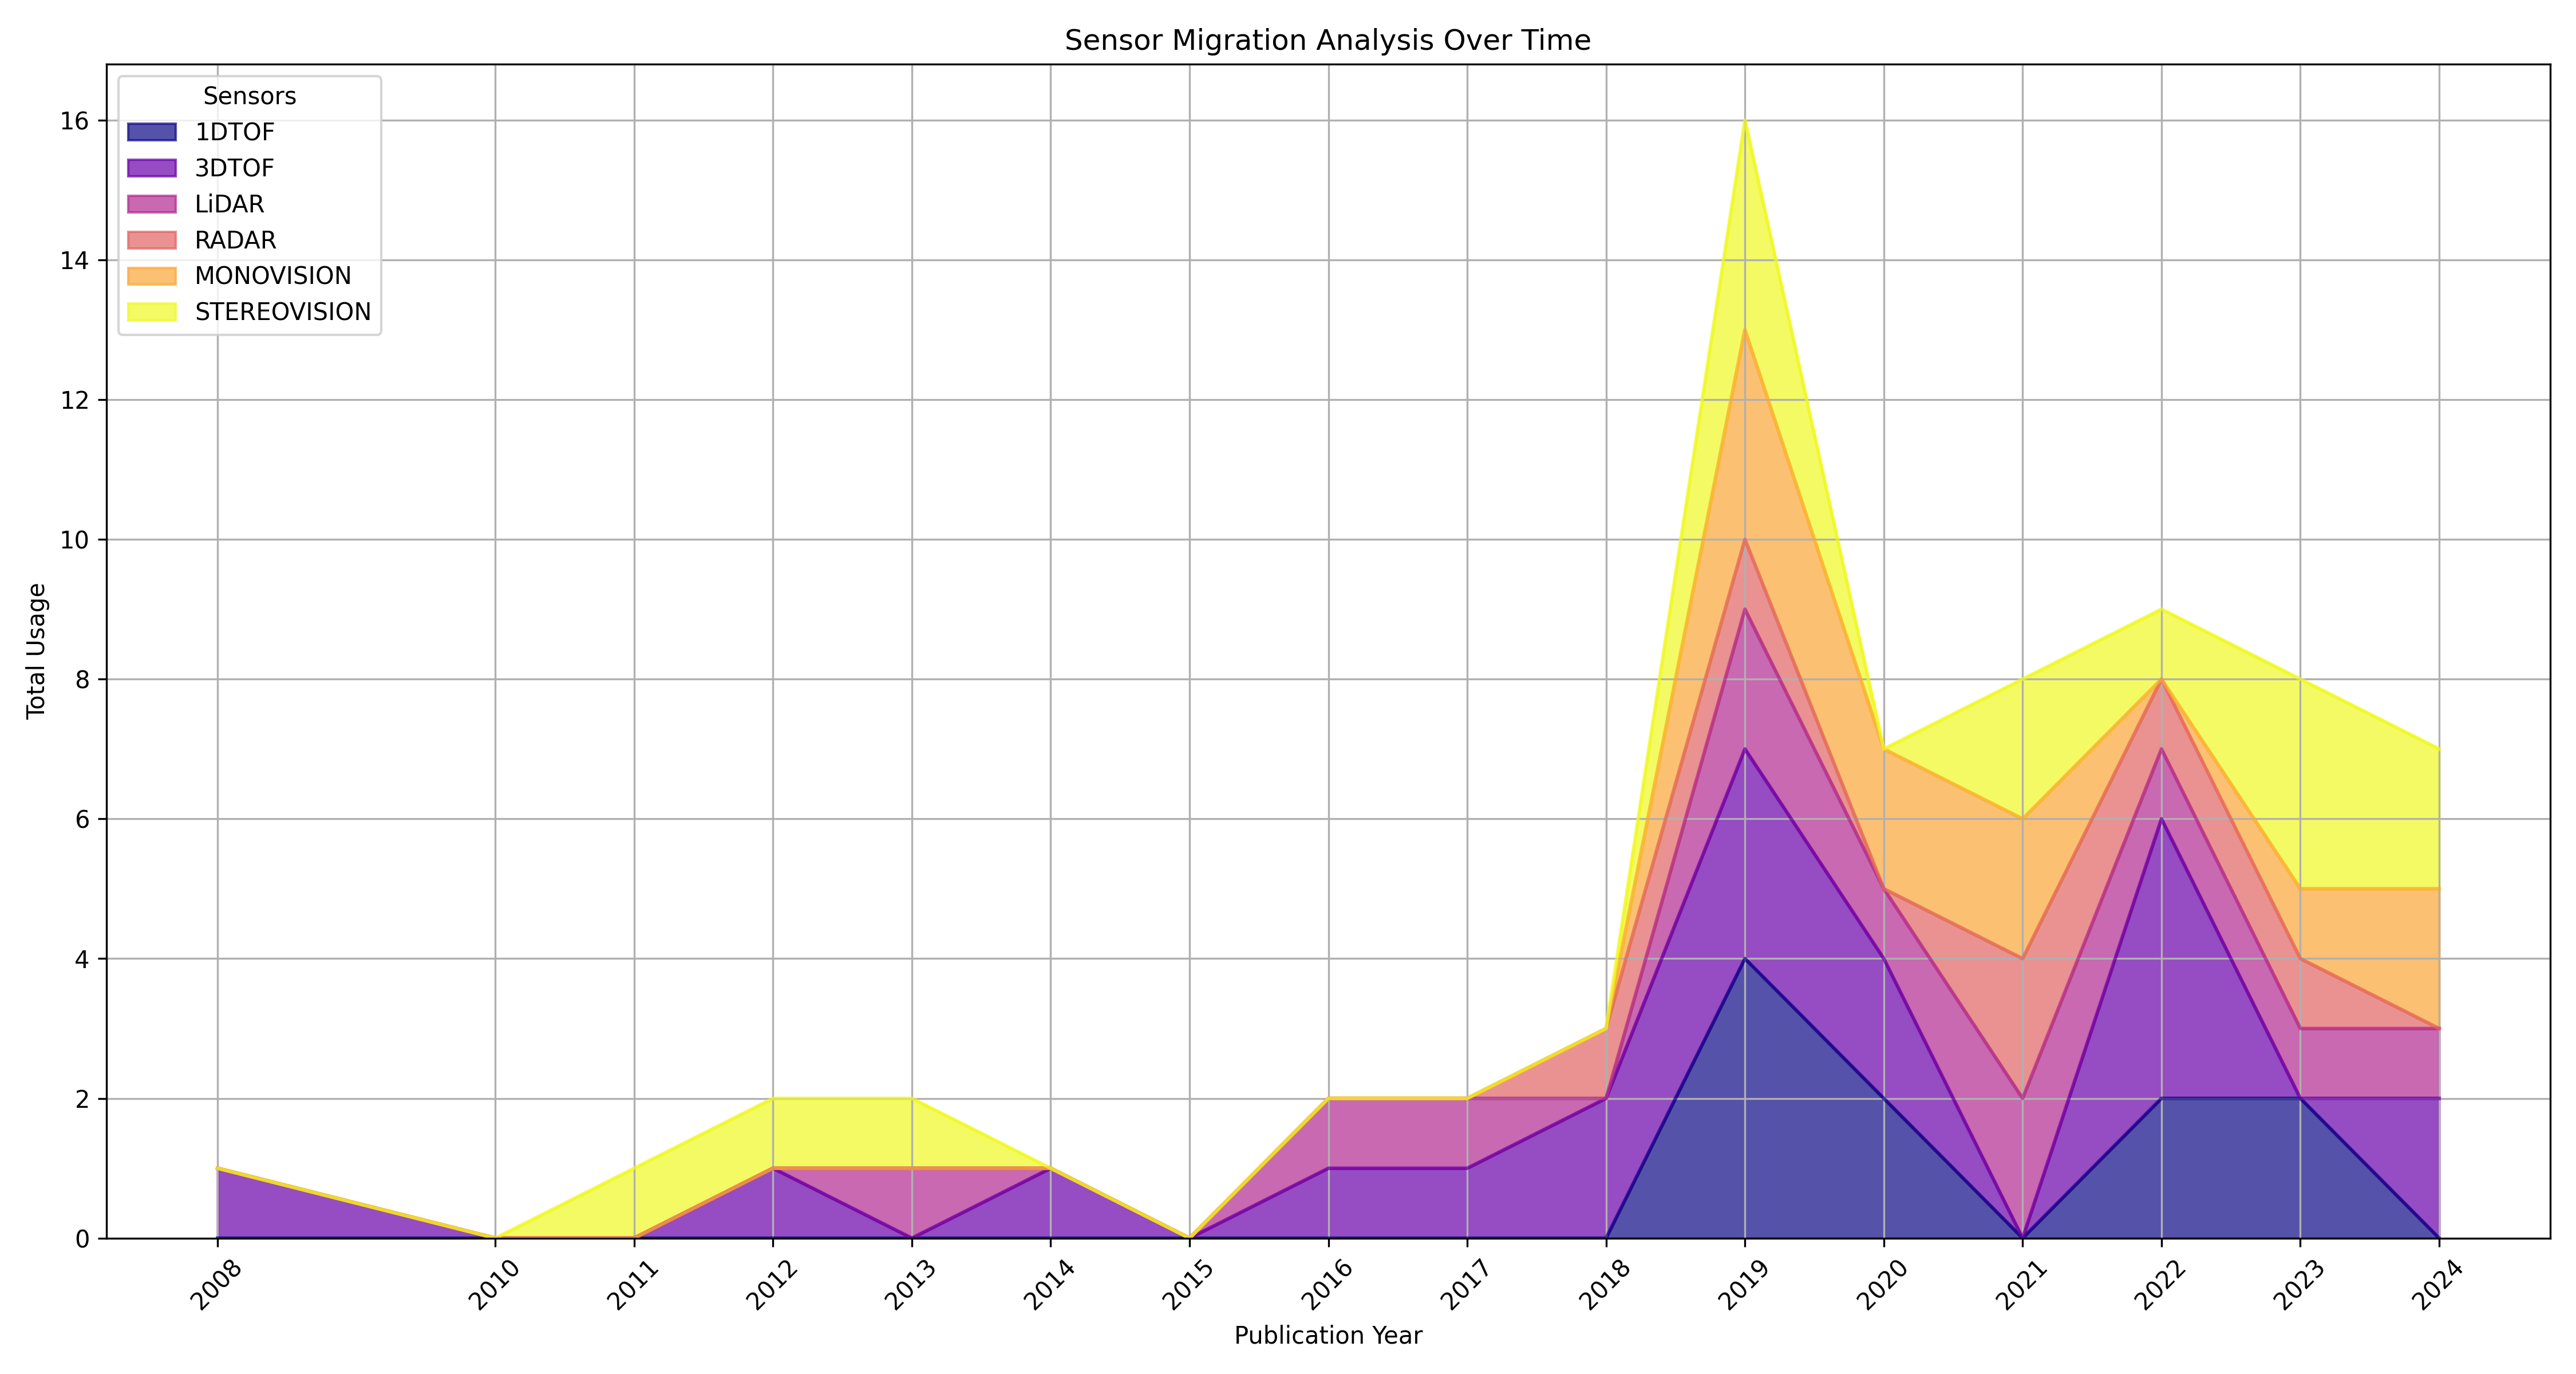 Sensor Migration Analysis Over Time
Sensors
1DTOF
3DTOF
LiDAR
RADAR
MONOVISION
STEREOVISION
Total Usage
16
14
12
10
8
6
4
2
0
2008
2010
2011
2012
2013
2014
2015
2016
2017
2018
2019
2020
2021
2022
2023
2024
Publication Year